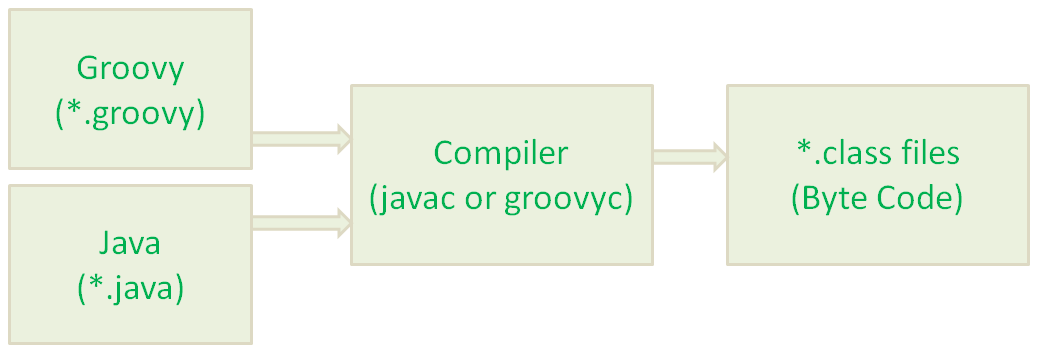 Groovy
(*.groovy)
Java
(*.java)
Compiler
(javac or groovyc)
*.class files
(Byte Code)